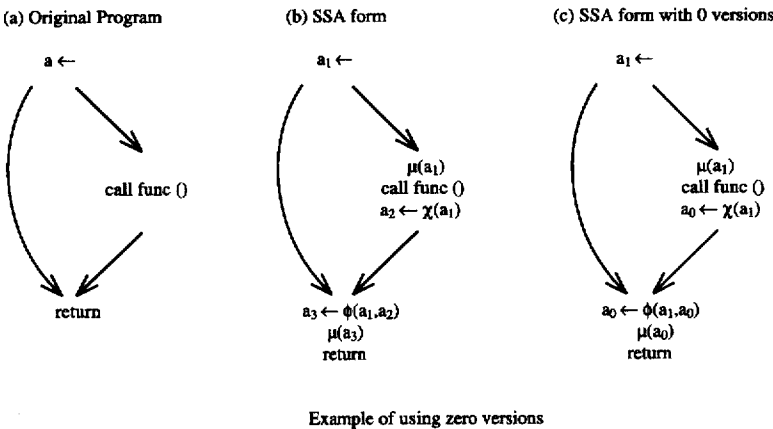 (a) Original Program
a ←
call func ()
return
(b) SSA form
a₁ ←
μ(a₁)
call func ()
a₂ ← χ(a₁)
a₃ ← ϕ(a₁,a₂)
μ(a₃)
return
(c) SSA form with 0 versions
a₁ ←
μ(a₁)
call func ()
a₀ ← χ(a₁)
a₀ ← ϕ(a₁,a₀)
μ(a₀)
return
Example of using zero versions